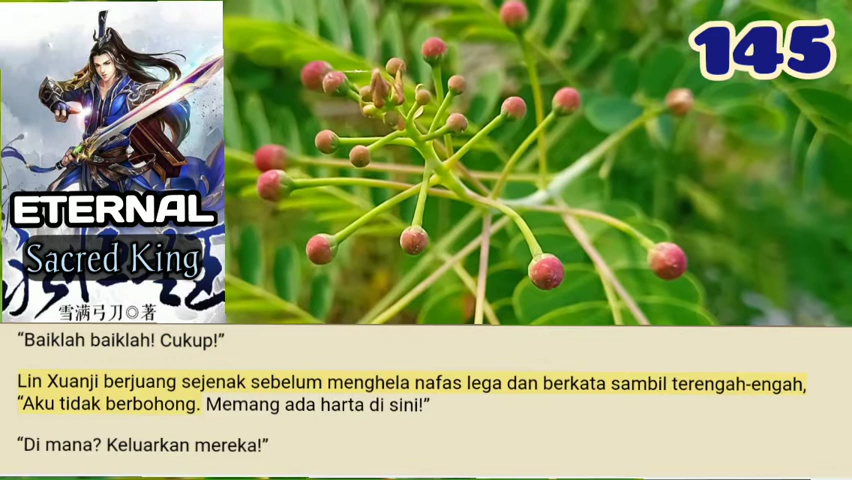 145
ETERNAL
Sacred King
雪满弓刀◎著
“Baiklah baiklah! Cukup!”
Lin Xuanji berjuang sejenak sebelum menghela nafas lega dan berkata sambil terengah-engah,
“Aku tidak berbohong. Memang ada harta di sini!”
“Di mana? Keluarkan mereka!”